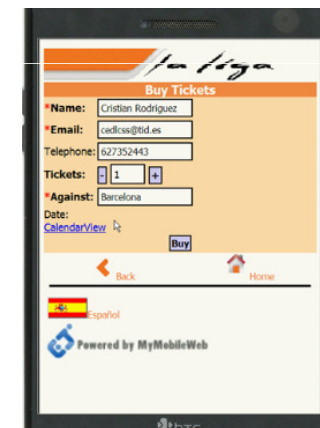 la liga
Buy Tickets
*Name: Cristian Rodriguez
*Email: cedlcss@tid.es
Telephone: 627352443
Tickets: - 1 +
*Against: Barcelona
Date:
CalendarView
Buy
Back Home
Español
Powered by MyMobileWeb
hTC